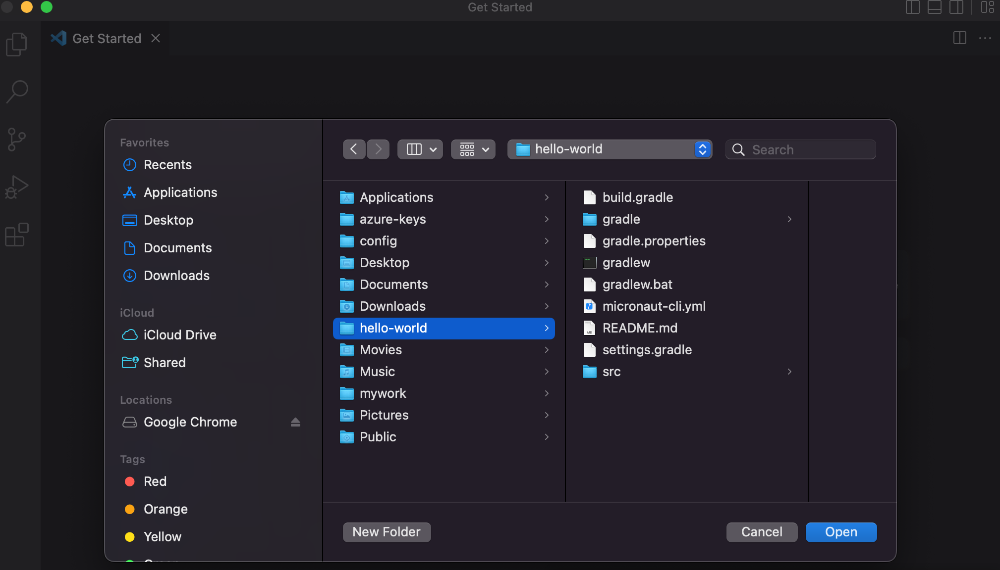 Get Started
Get Started
Favorites
Recents
Applications
Desktop
Documents
Downloads
iCloud
iCloud Drive
Shared
Locations
Google Chrome
Tags
Red
Orange
Yellow
hello-world
Search
Applications
azure-keys
config
Desktop
Documents
Downloads
hello-world
Movies
Music
mywork
Pictures
Public
build.gradle
gradle
gradle.properties
gradlew
gradlew.bat
micronaut-cli.yml
README.md
settings.gradle
src
New Folder
Cancel
Open